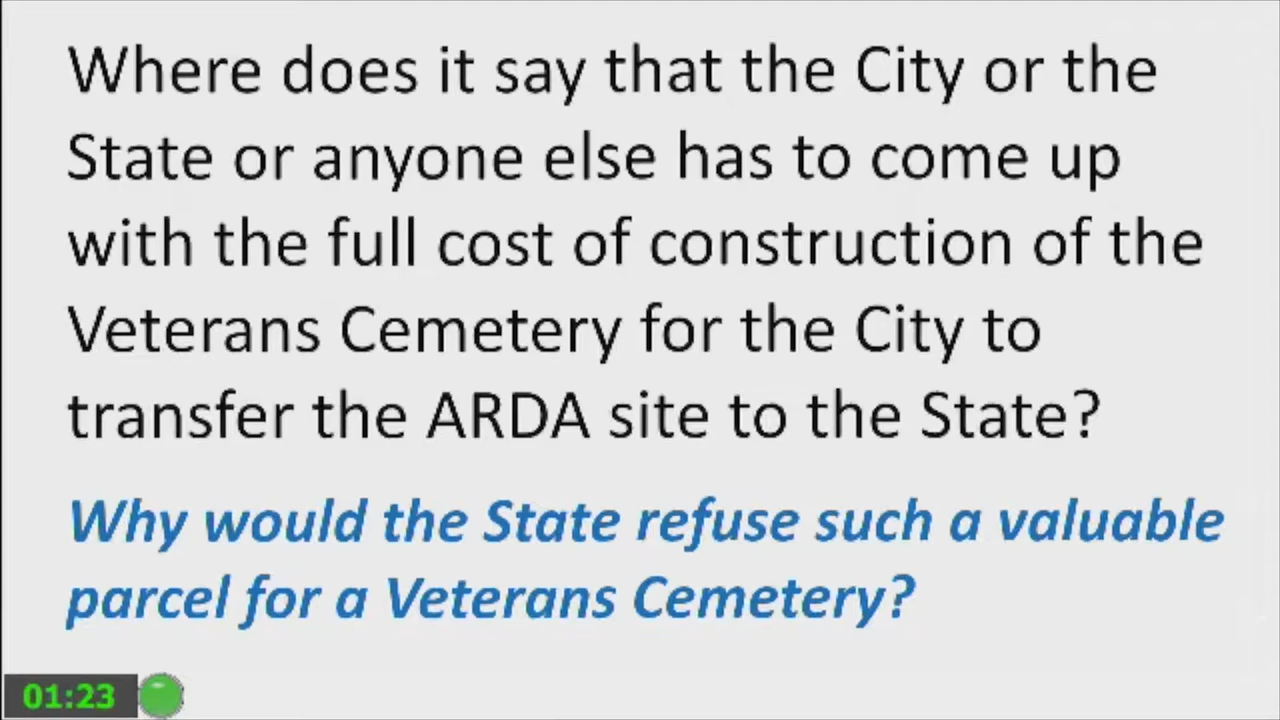 Where does it say that the City or the
State or anyone else has to come up
with the full cost of construction of the
Veterans Cemetery for the City to
transfer the ARDA site to the State?
Why would the State refuse such a valuable
parcel for a Veterans Cemetery?
01:23